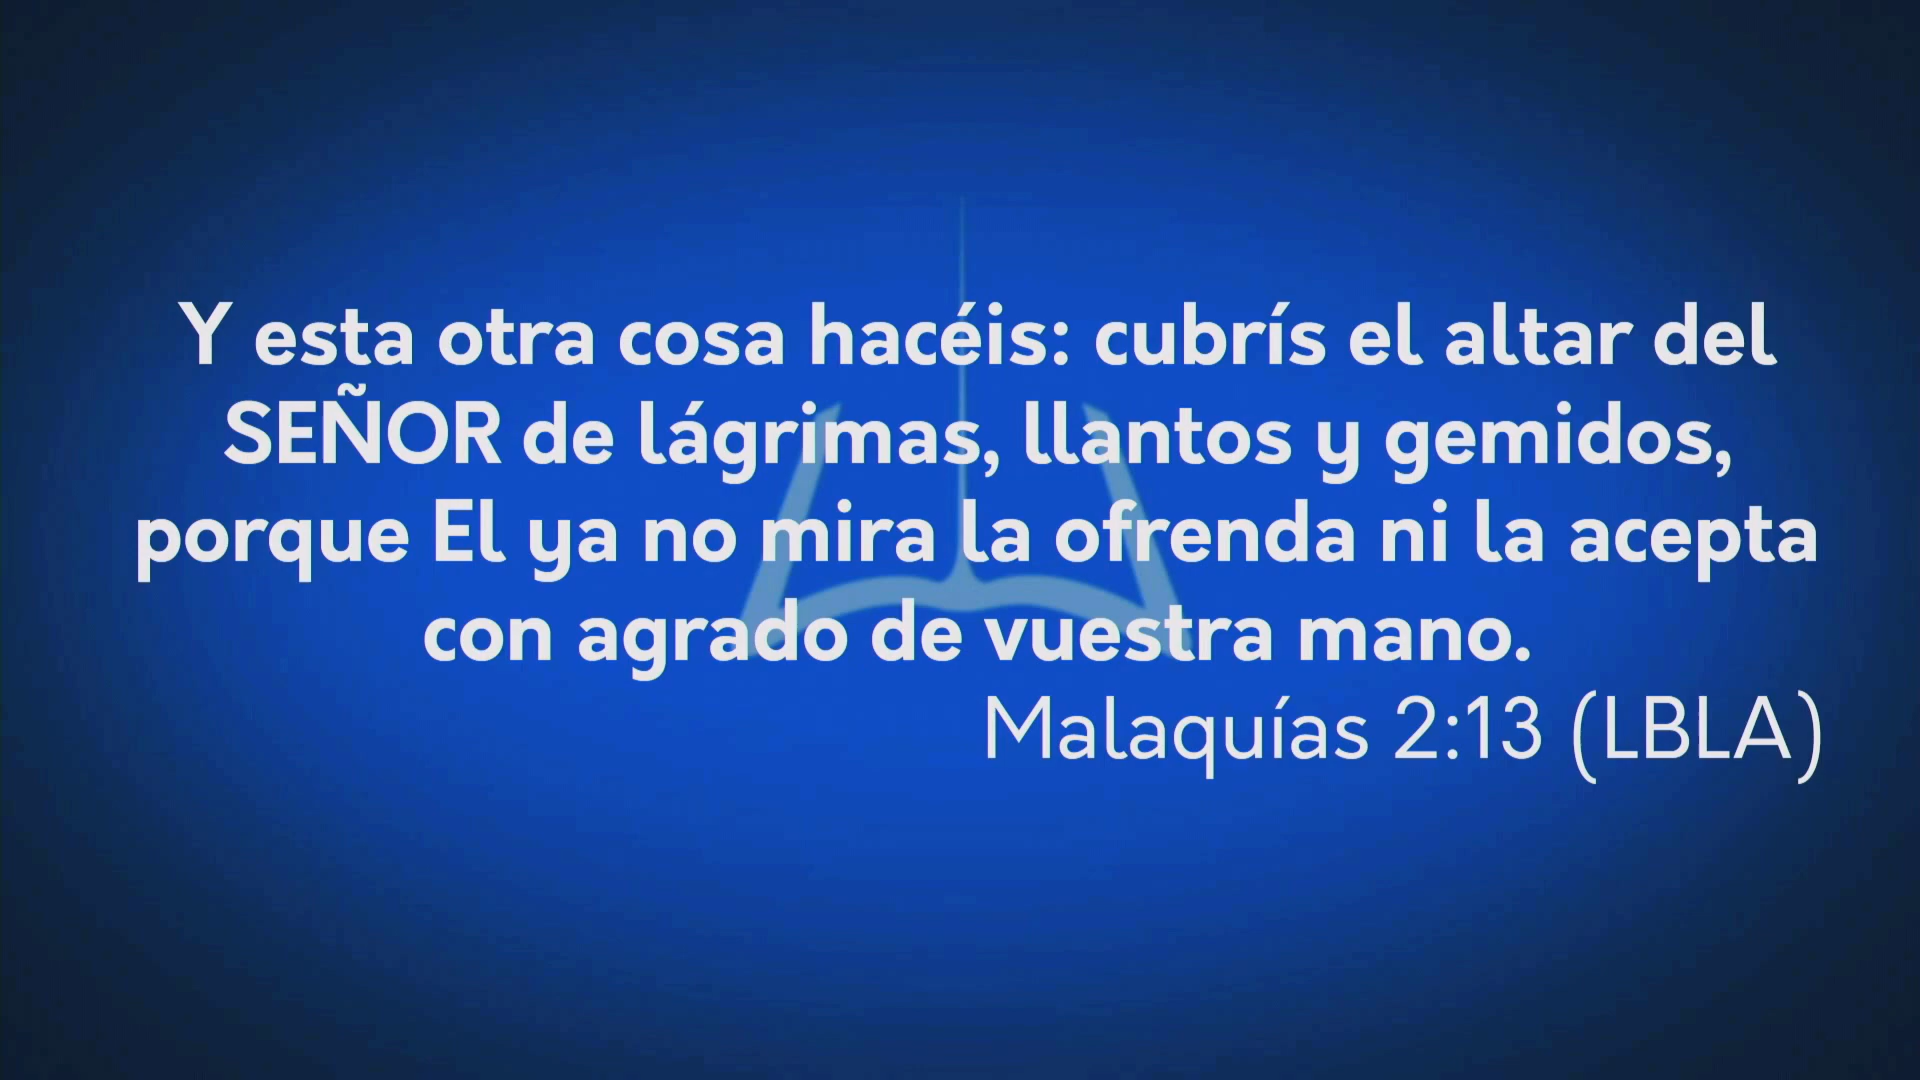 Y esta otra cosa hacéis: cubrís el altar del
SEÑOR de lágrimas, llantos y gemidos,
porque El ya no mira la ofrenda ni la acepta
con agrado de vuestra mano.
Malaquías 2:13 (LBLA)